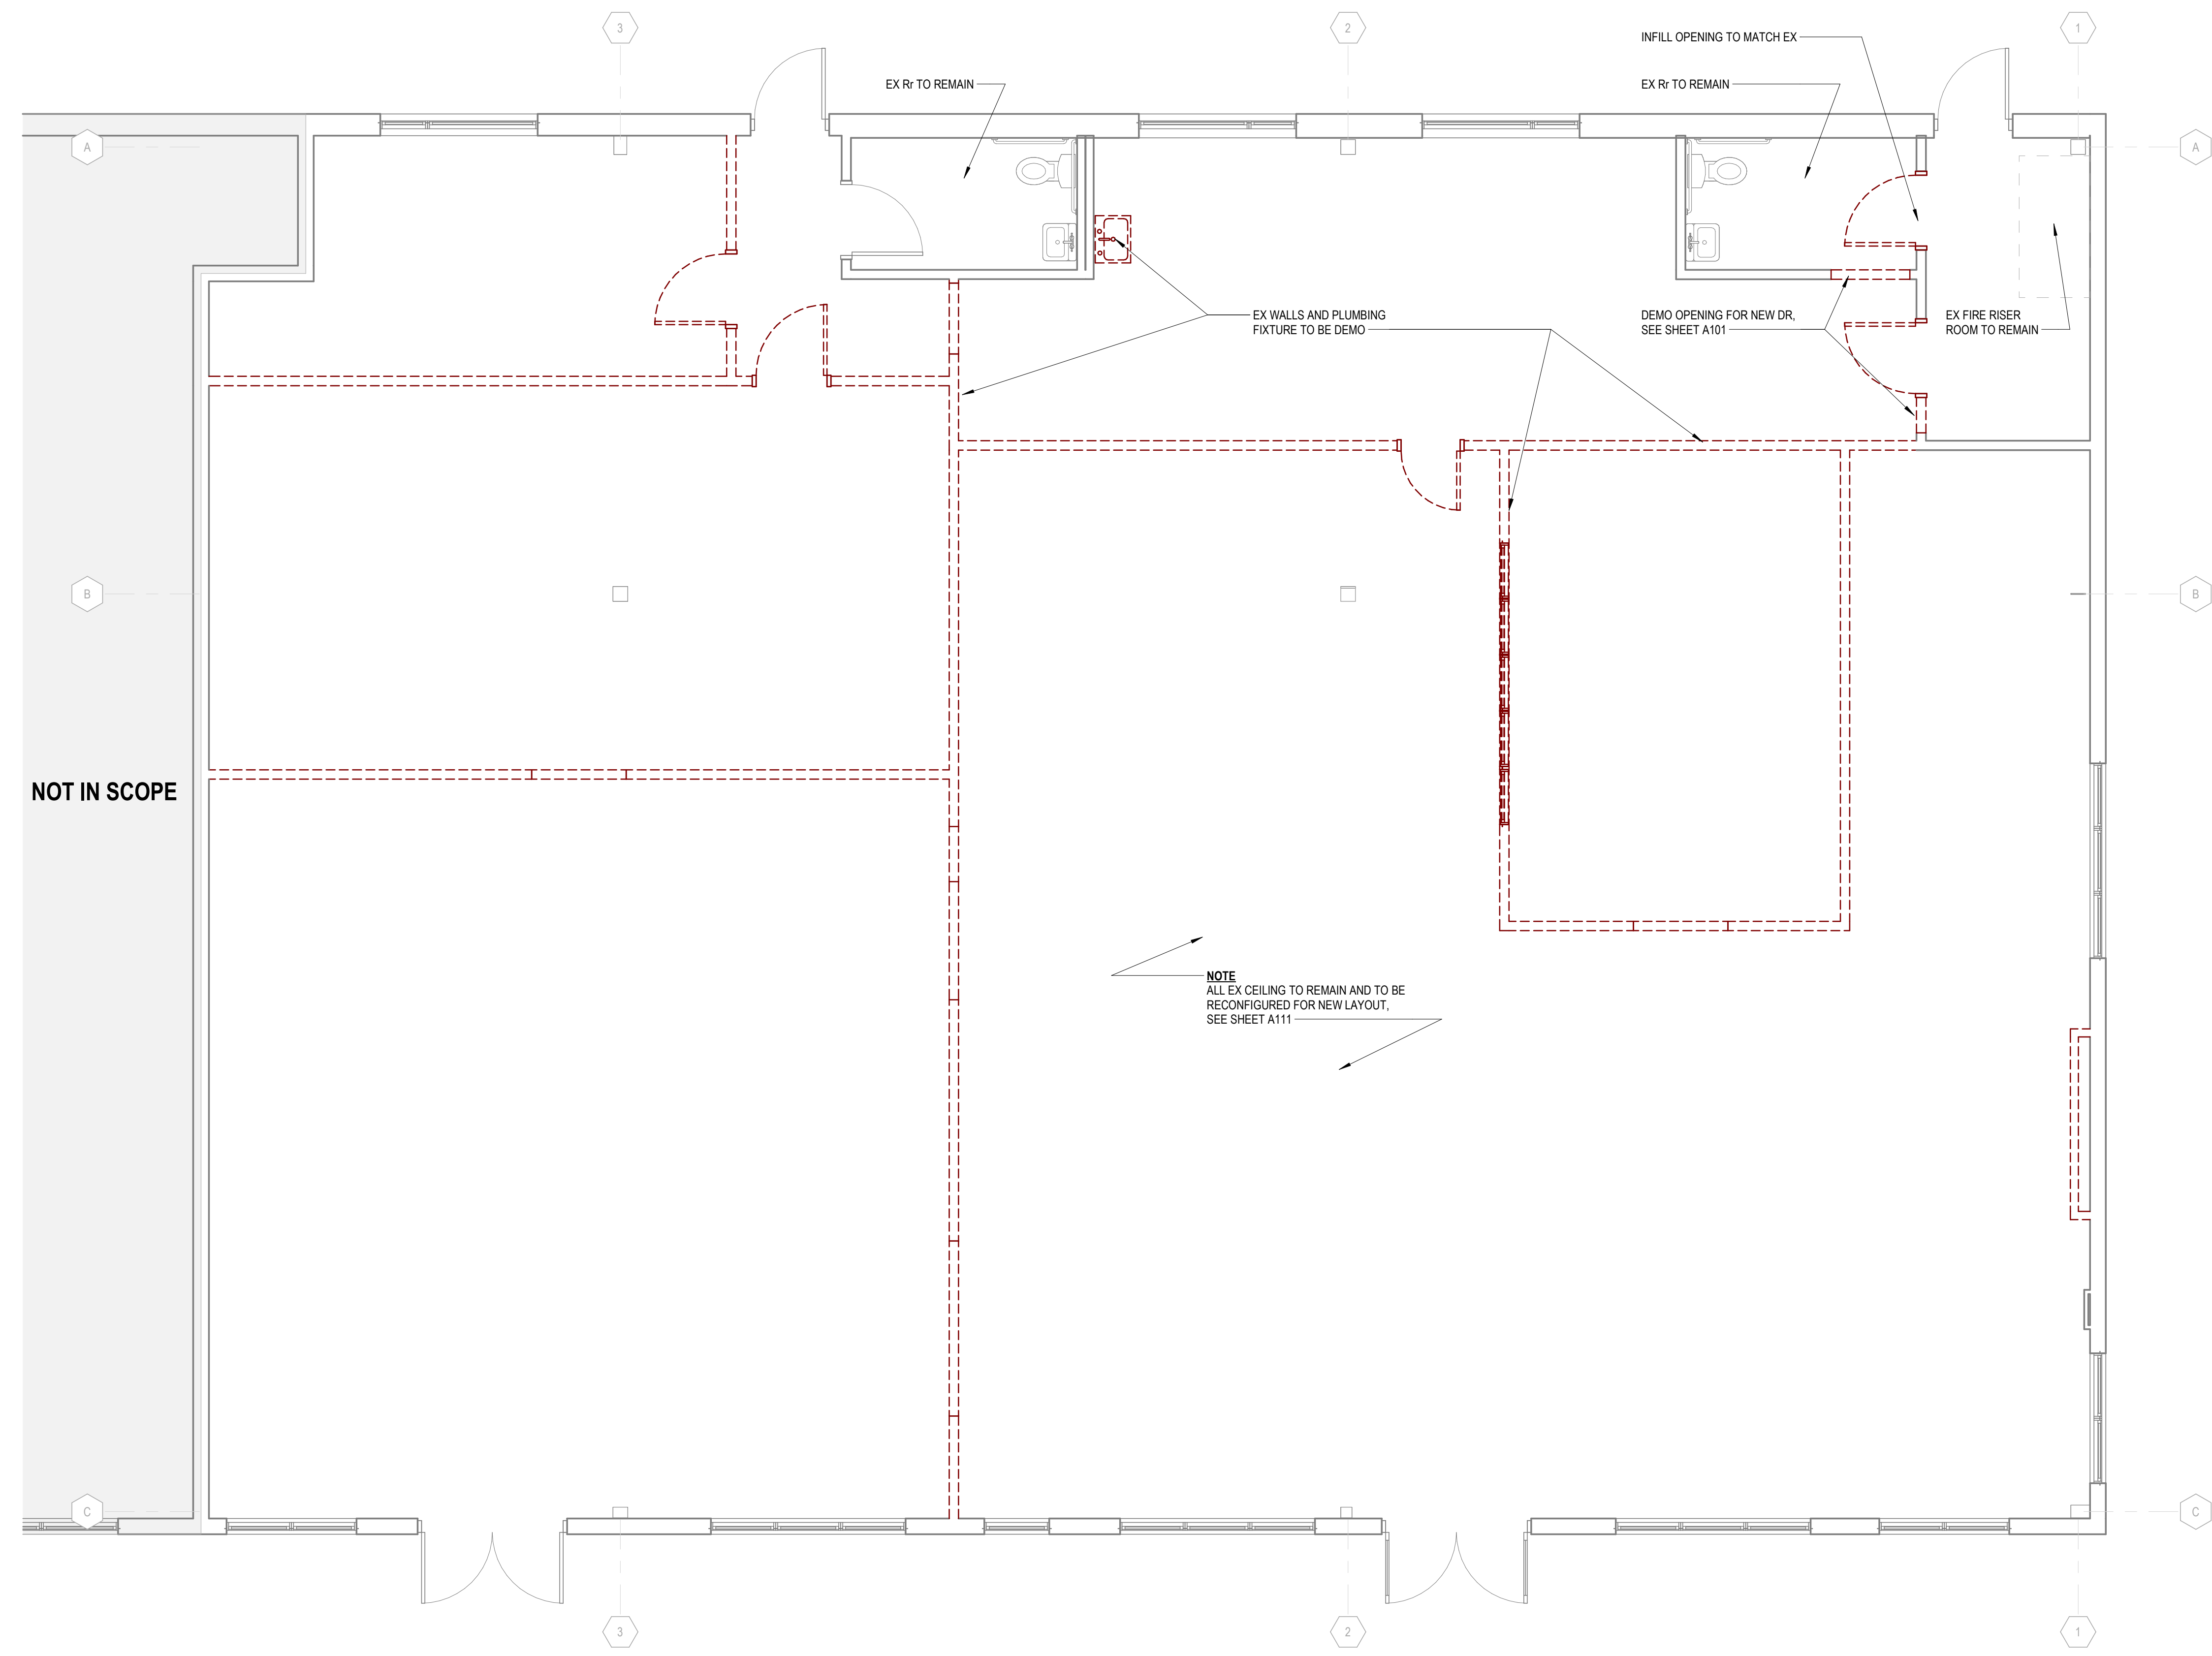 3
2
1
INFILL OPENING TO MATCH EX
EX Rr TO REMAIN
EX Rr TO REMAIN
A
A
EX WALLS AND PLUMBING
FIXTURE TO BE DEMO
DEMO OPENING FOR NEW DR,
SEE SHEET A101
EX FIRE RISER
ROOM TO REMAIN
B
B
NOT IN SCOPE
NOTE
ALL EX CEILING TO REMAIN AND TO BE
RECONFIGURED FOR NEW LAYOUT,
SEE SHEET A111
C
C
3
2
1